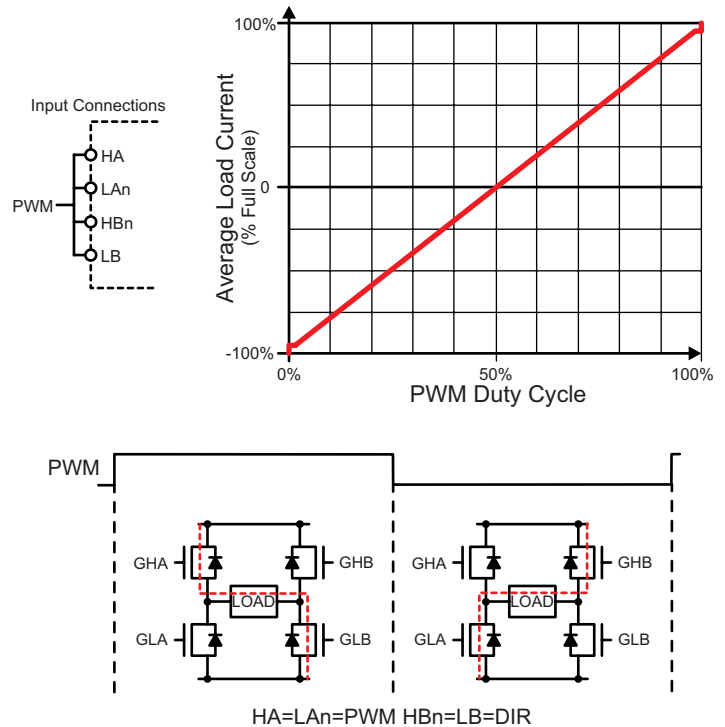 100%
Average Load Current
(% Full Scale)
0
-100%
0%
50%
100%
PWM Duty Cycle
Input Connections
PWM
HA
LAn
HBn
LB
PWM
GHA
GHB
LOAD
GLA
GLB
GHA
GHB
LOAD
GLA
GLB
HA=LAn=PWM HBn=LB=DIR